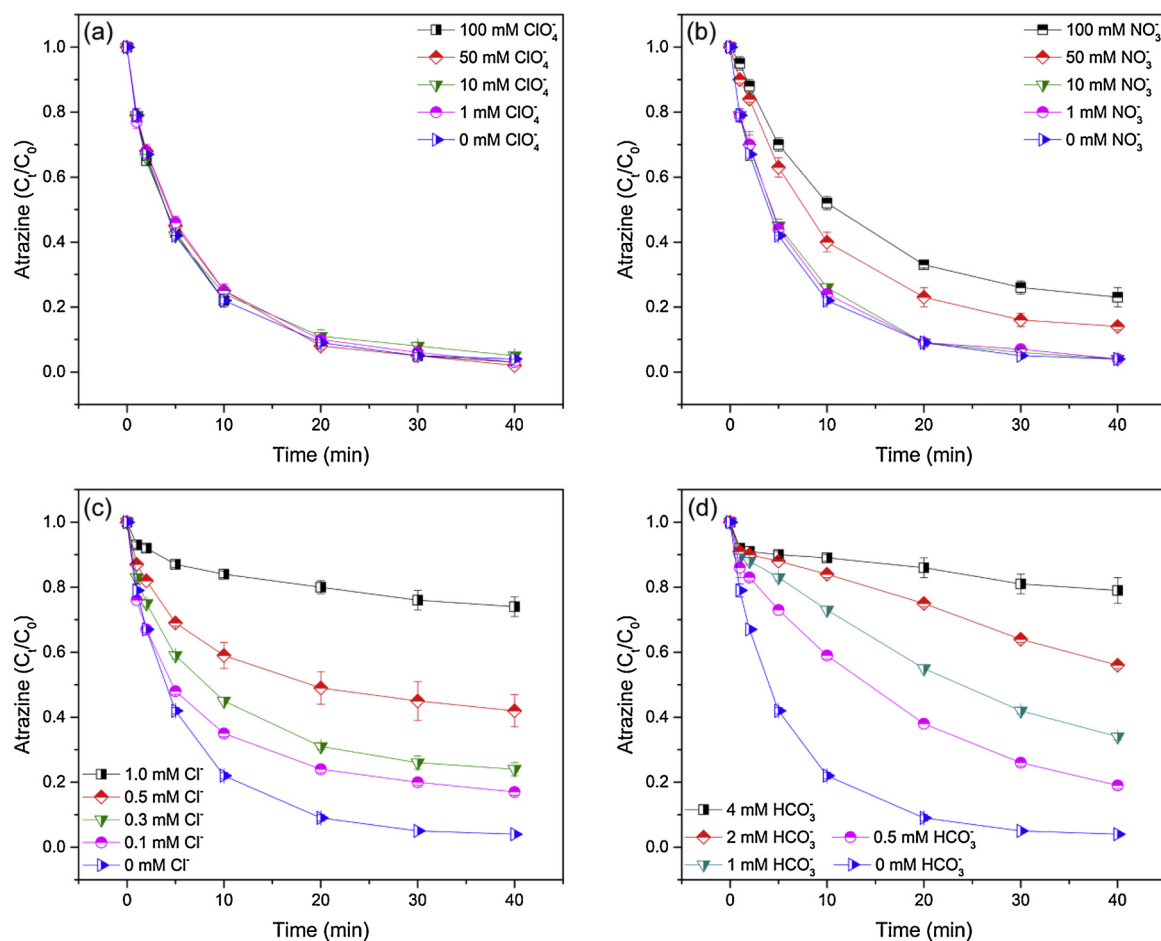 (a)
100 mM ClO₄⁻
50 mM ClO₄⁻
10 mM ClO₄⁻
1 mM ClO₄⁻
0 mM ClO₄⁻
1.0
0.8
0.6
0.4
0.2
0.0
Atrazine (Cₜ/C₀)
0 10 20 30 40
Time (min)
(b)
100 mM NO₃⁻
50 mM NO₃⁻
10 mM NO₃⁻
1 mM NO₃⁻
0 mM NO₃⁻
1.0
0.8
0.6
0.4
0.2
0.0
Atrazine (Cₜ/C₀)
0 10 20 30 40
Time (min)
(c)
1.0
0.8
0.6
0.4
0.2
0.0
Atrazine (Cₜ/C₀)
1.0 mM Cl⁻
0.5 mM Cl⁻
0.3 mM Cl⁻
0.1 mM Cl⁻
0 mM Cl⁻
0 10 20 30 40
Time (min)
(d)
1.0
0.8
0.6
0.4
0.2
0.0
Atrazine (Cₜ/C₀)
4 mM HCO₃⁻
2 mM HCO₃⁻ 0.5 mM HCO₃⁻
1 mM HCO₃⁻ 0 mM HCO₃⁻
0 10 20 30 40
Time (min)